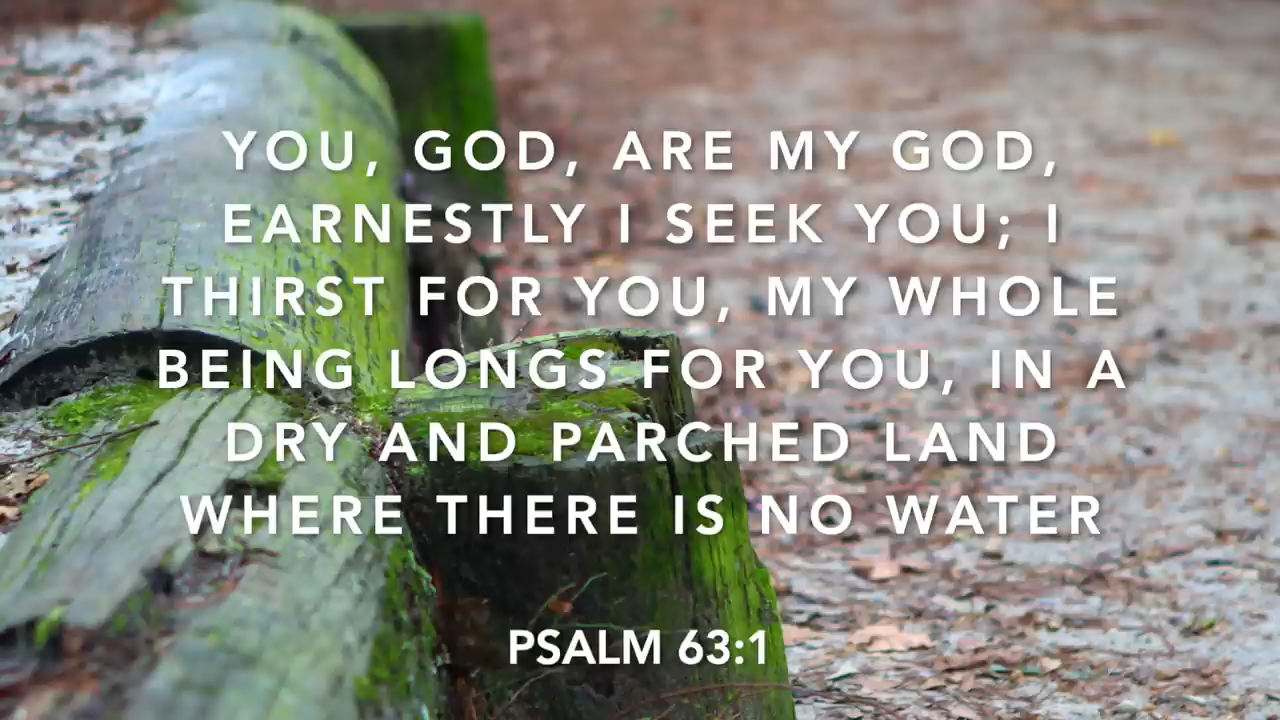 YOU, GOD, ARE MY GOD,
EARNESTLY I SEEK YOU; I
THIRST FOR YOU, MY WHOLE
BEING LONGS FOR YOU, IN A
DRY AND PARCHED LAND
WHERE THERE IS NO WATER
PSALM 63:1